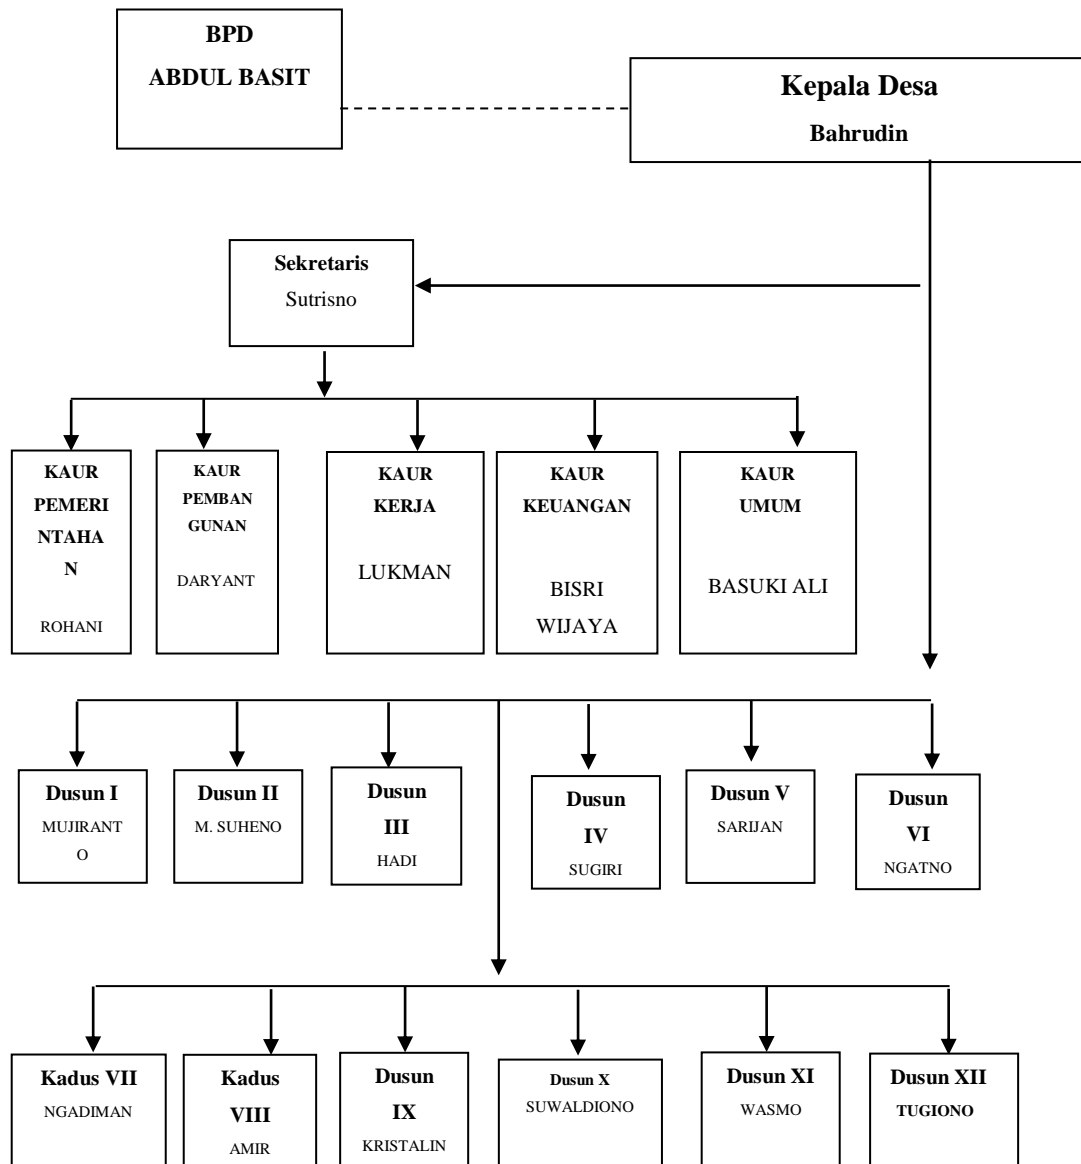 BPD
ABDUL BASIT
Kepala Desa
Bahrudin
Sekretaris
Sutrisno
KAUR
PEMERI
NTAHA
N
ROHANI
KAUR
PEMBAN
GUNAN
DARYANT
KAUR
KERJA
LUKMAN
KAUR
KEUANGAN
BISRI
WIJAYA
KAUR
UMUM
BASUKI ALI
Dusun I
MUJIRANT
O
Dusun II
M. SUHENO
Dusun
III
HADI
Dusun
IV
SUGIRI
Dusun V
SARIJAN
Dusun
VI
NGATNO
Kadus VII
NGADIMAN
Kadus
VIII
AMIR
Dusun
IX
KRISTALIN
Dusun X
SUWALDIONO
Dusun XI
WASMO
Dusun XII
TUGIONO